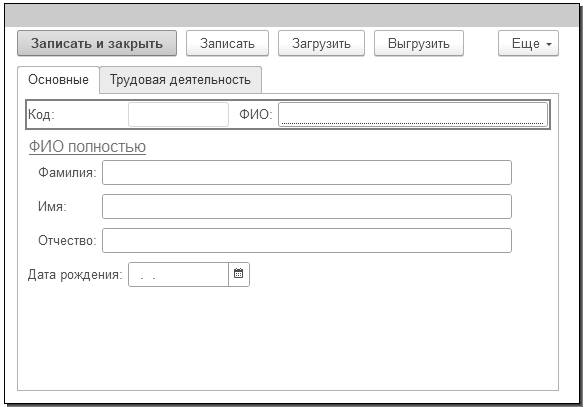 Записать и закрыть Записать Загрузить Выгрузить Еще
Основные Трудовая деятельность
Код: ФИО:
ФИО полностью
Фамилия:
Имя:
Отчество:
Дата рождения: . .